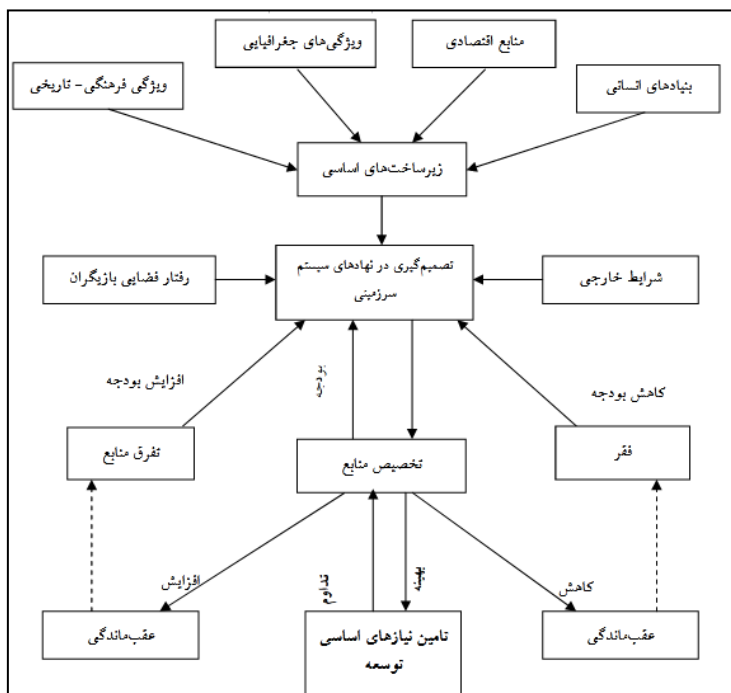 منابع اقتصادی
ویژگی‌های جغرافیایی
بنیادهای انسانی
ویژگی فرهنگی- تاریخی
زیرساخت‌های اساسی
تصمیم‌گیری در نهادهای سیستم
سرزمینی
شرایط خارجی
رفتار فضایی بازیگران
کاهش بودجه
بودجه
افزایش بودجه
فقر
تخصیص منابع
تفرق منابع
کاهش
بهینه
تداوم
افزایش
عقب‌ماندگی
تامین نیازهای اساسی
توسعه
عقب‌ماندگی